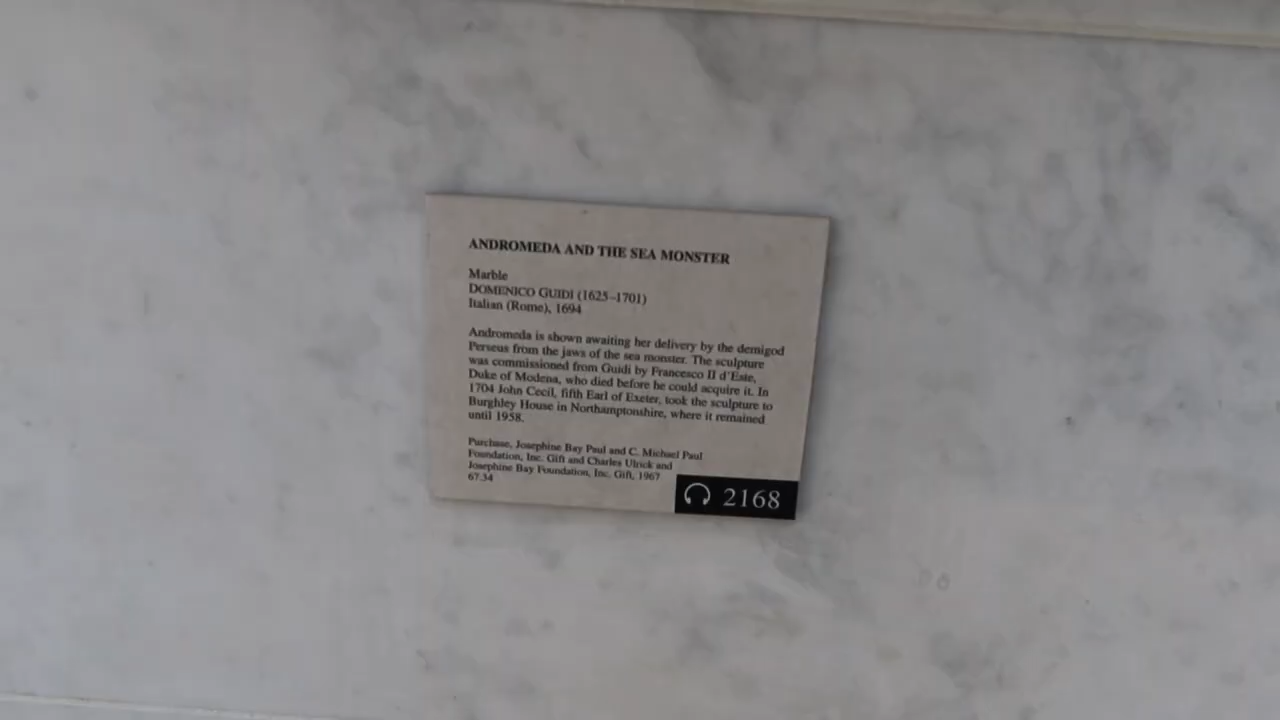 ANDROMEDA AND THE SEA MONSTER
Marble
DOMENICO GUIDI (1625–1701)
Italian (Rome), 1694
Andromeda is shown awaiting her delivery by the demigod
Perseus from the jaws of the sea monster. The sculpture
was commissioned from Guidi by Francesco II d'Este,
Duke of Modena, who died before he could acquire it. In
1704 John Cecil, fifth Earl of Exeter, took the sculpture to
Burghley House in Northamptonshire, where it remained
until 1958.
Purchase, Josephine Bay Paul and C. Michael Paul
Foundation, Inc. Gift and Charles Ulrick and
Josephine Bay Foundation, Inc. Gift, 1967
67.34
2168